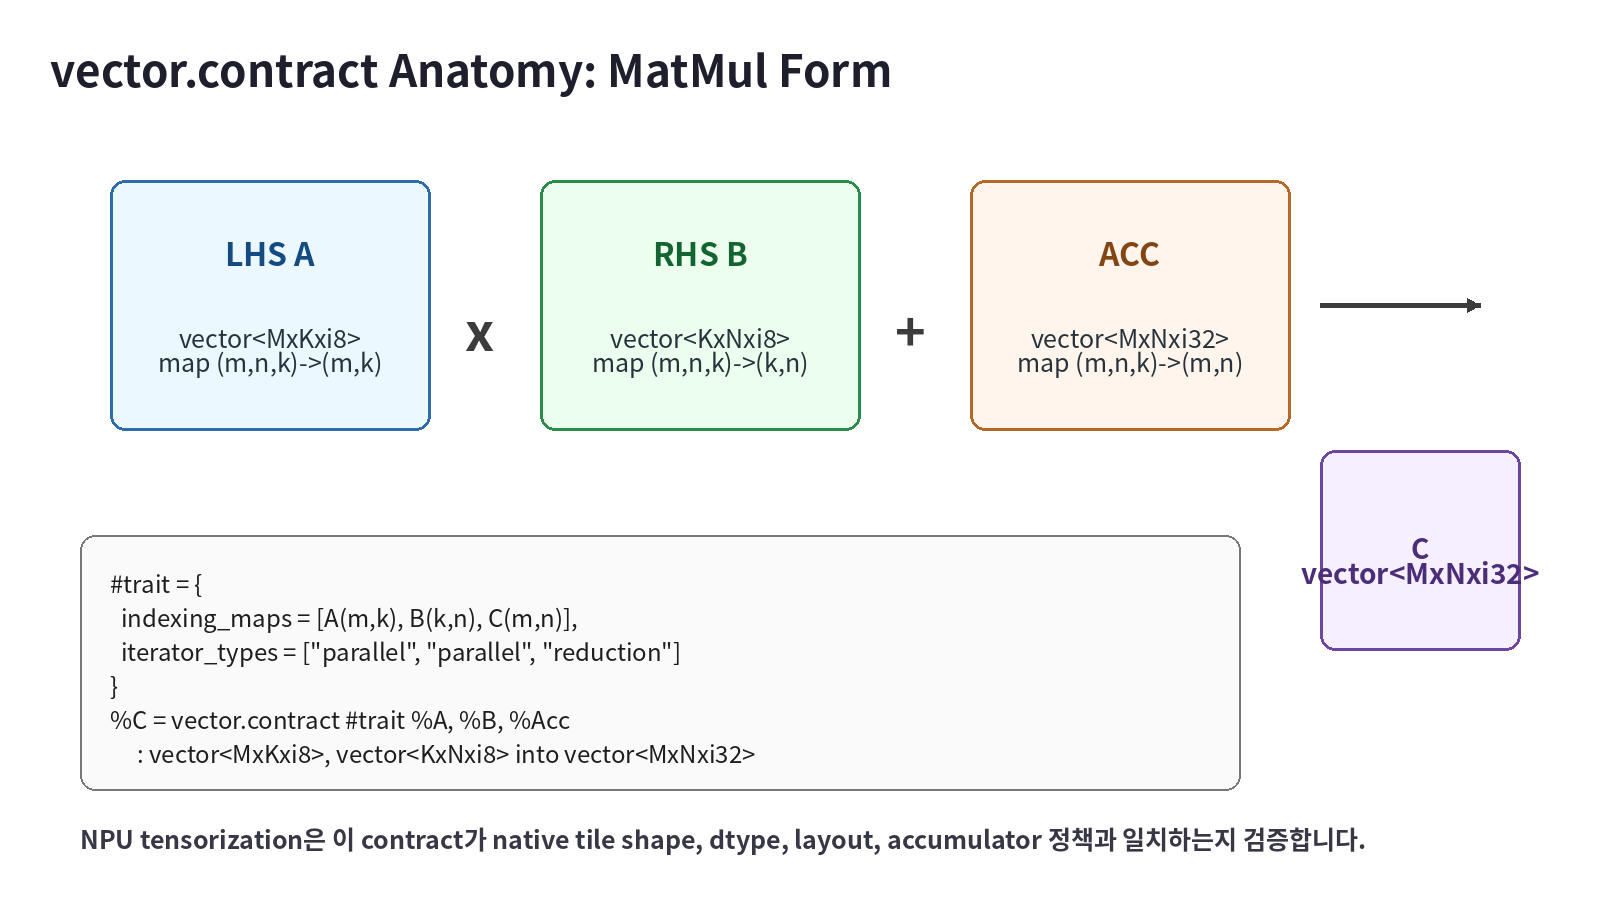 vector.contract Anatomy: MatMul Form
LHS A
vector<MxKxi8>
map (m,n,k)->(m,k)
x
RHS B
vector<KxNxi8>
map (m,n,k)->(k,n)
+
ACC
vector<MxNxi32>
map (m,n,k)->(m,n)
C
vector<MxNxi32>
#trait = {
  indexing_maps = [A(m,k), B(k,n), C(m,n)],
  iterator_types = ["parallel", "parallel", "reduction"]
}
%C = vector.contract #trait %A, %B, %Acc
    : vector<MxKxi8>, vector<KxNxi8> into vector<MxNxi32>
NPU tensorization은 이 contract가 native tile shape, dtype, layout, accumulator 정책과 일치하는지 검증합니다.